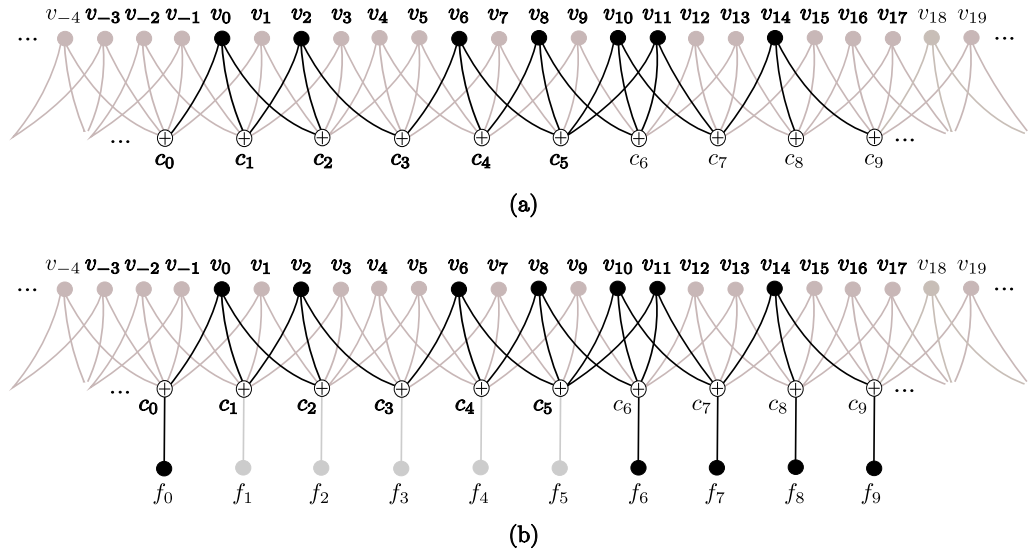 v₋₄ v₋₃ v₋₂ v₋₁ v₀ v₁ v₂ v₃ v₄ v₅ v₆ v₇ v₈ v₉ v₁₀ v₁₁ v₁₂ v₁₃ v₁₄ v₁₅ v₁₆ v₁₇ v₁₈ v₁₉
... ...
... ...
c₀ c₁ c₂ c₃ c₄ c₅ c₆ c₇ c₈ c₉
(a)
v₋₄ v₋₃ v₋₂ v₋₁ v₀ v₁ v₂ v₃ v₄ v₅ v₆ v₇ v₈ v₉ v₁₀ v₁₁ v₁₂ v₁₃ v₁₄ v₁₅ v₁₆ v₁₇ v₁₈ v₁₉
... ...
... ...
c₀ c₁ c₂ c₃ c₄ c₅ c₆ c₇ c₈ c₉
f₀ f₁ f₂ f₃ f₄ f₅ f₆ f₇ f₈ f₉
(b)